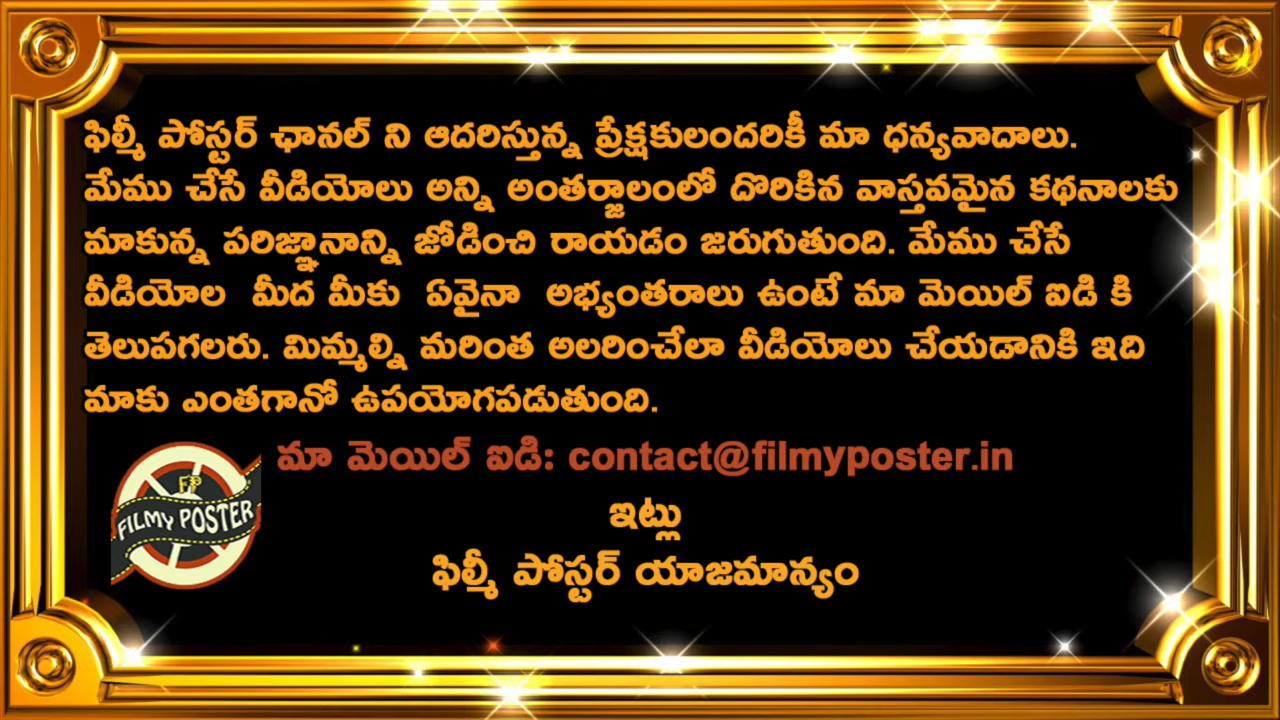 ఫిల్మీ పోస్టర్ ఛానల్ ని ఆదరిస్తున్న ప్రేక్షకులందరికీ మా ధన్యవాదాలు.
మేము చేసే వీడియోలు అన్ని అంతర్జాలంలో దొరికిన వాస్తవమైన కథనాలకు
మాకున్న పరిజ్ఞానాన్ని జోడించి రాయడం జరుగుతుంది. మేము చేసే
వీడియోల మీద మీకు ఏవైనా అభ్యంతరాలు ఉంటే మా మెయిల్ ఐడి కి
తెలుపగలరు. మిమ్మల్ని మరింత అలరించేలా వీడియోలు చేయడానికి ఇది
మాకు ఎంతగానో ఉపయోగపడుతుంది.
మా మెయిల్ ఐడి: contact@filmyposter.in
FP
FILMY POSTER
ఇట్లు
ఫిల్మీ పోస్టర్ యాజమాన్యం